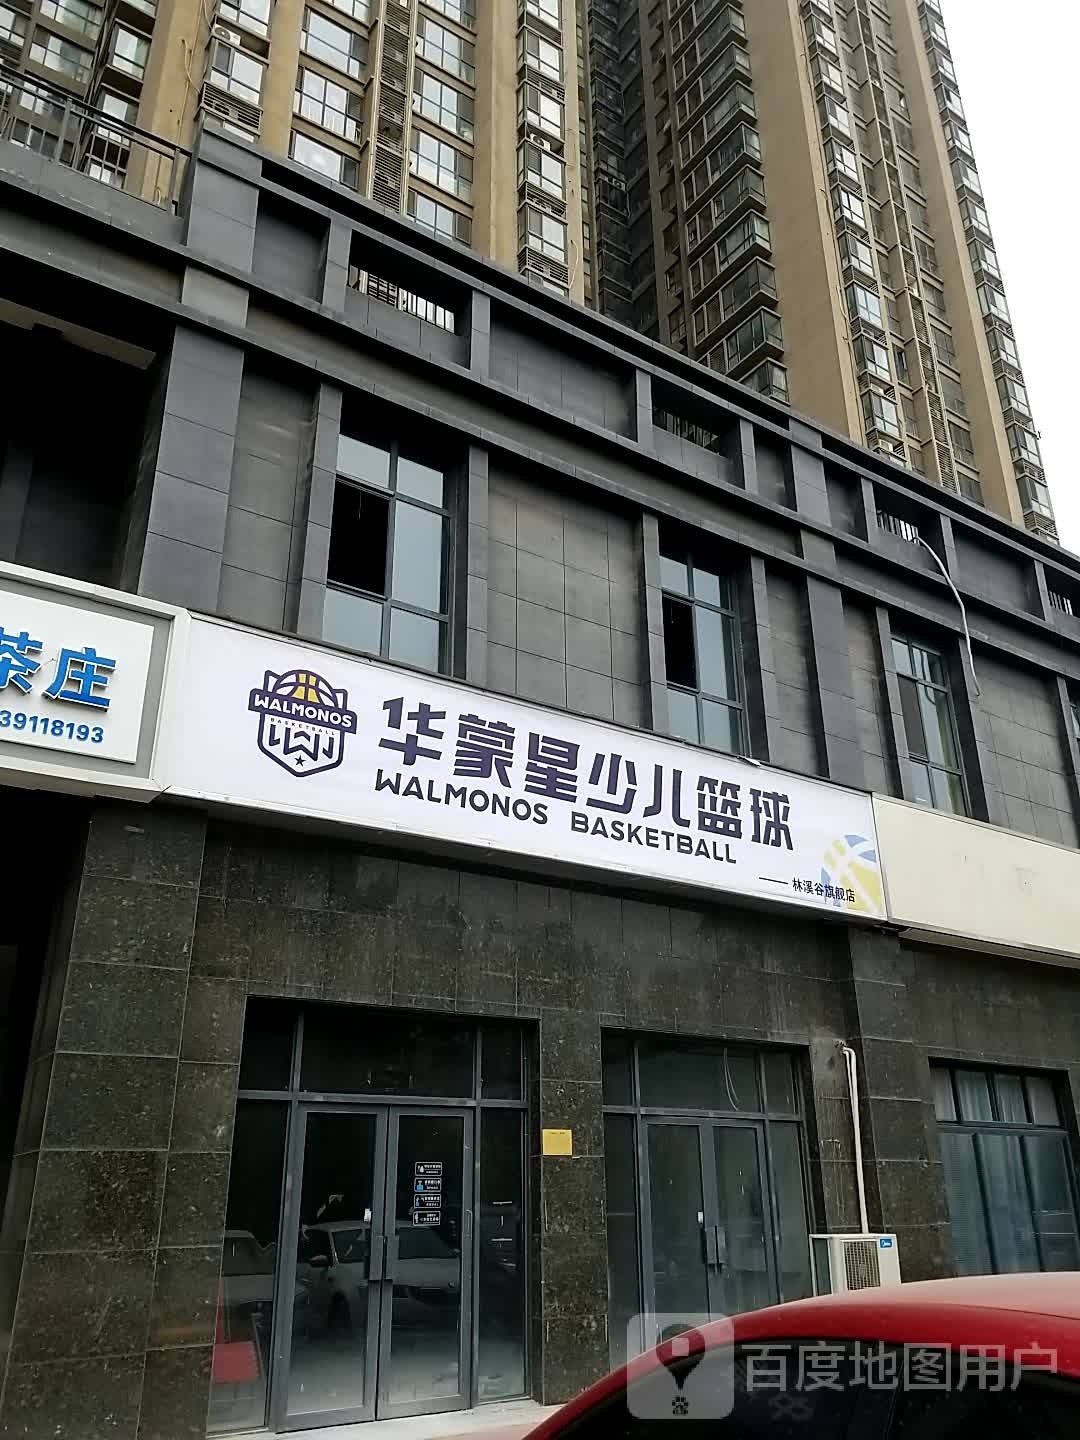 茶庄
39118193
WALMONOS
BASKETBALL
华蒙星少儿篮球
WALMONOS BASKETBALL
林溪谷旗舰店
Midea
百度地图用户